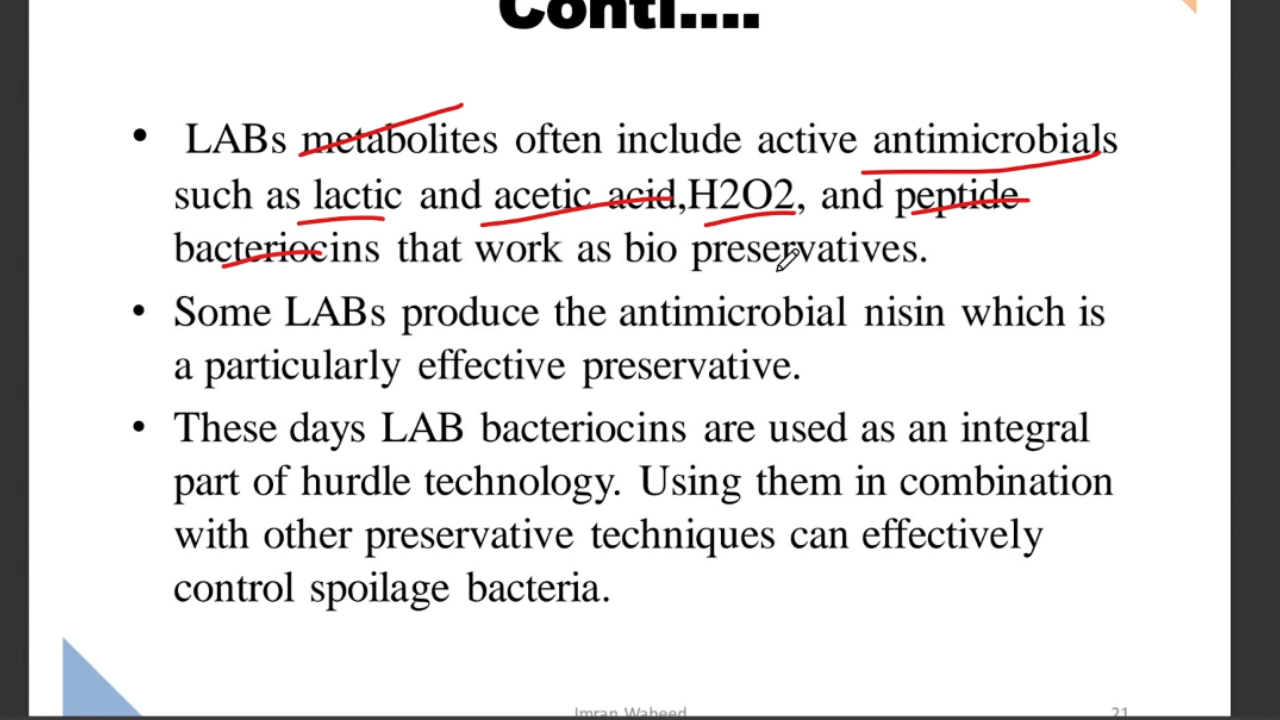 Conti....
• LABs metabolites often include active antimicrobials
such as lactic and acetic acid,H2O2, and peptide
bacteriocins that work as bio preservatives.
• Some LABs produce the antimicrobial nisin which is
a particularly effective preservative.
• These days LAB bacteriocins are used as an integral
part of hurdle technology. Using them in combination
with other preservative techniques can effectively
control spoilage bacteria.
Imran Waheed 21